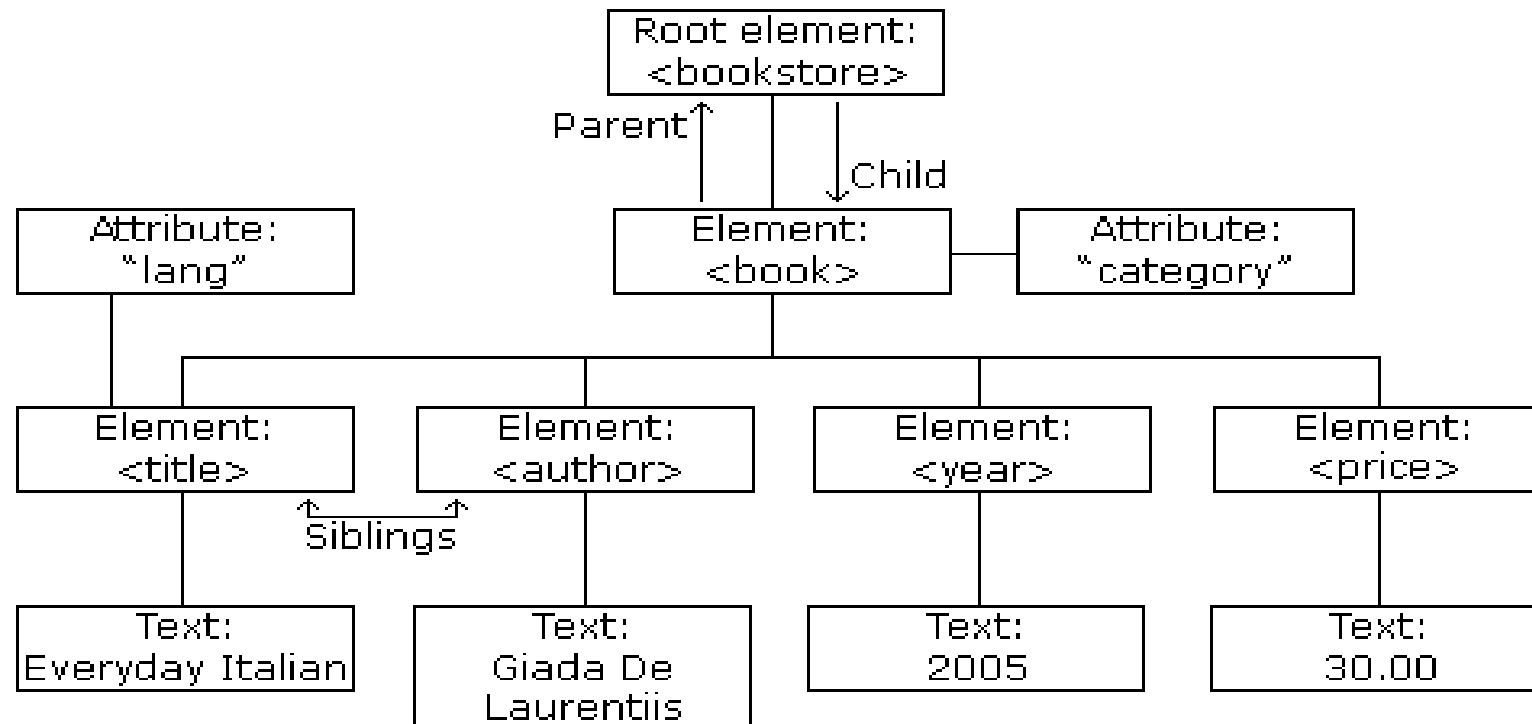 Root element:
<bookstore>
Parent
Child
Attribute:
"lang"
Element:
<book>
Attribute:
"category"
Element:
<title>
Element:
<author>
Element:
<year>
Element:
<price>
Siblings
Text:
Everyday Italian
Text:
Giada De
Laurentiis
Text:
2005
Text:
30.00